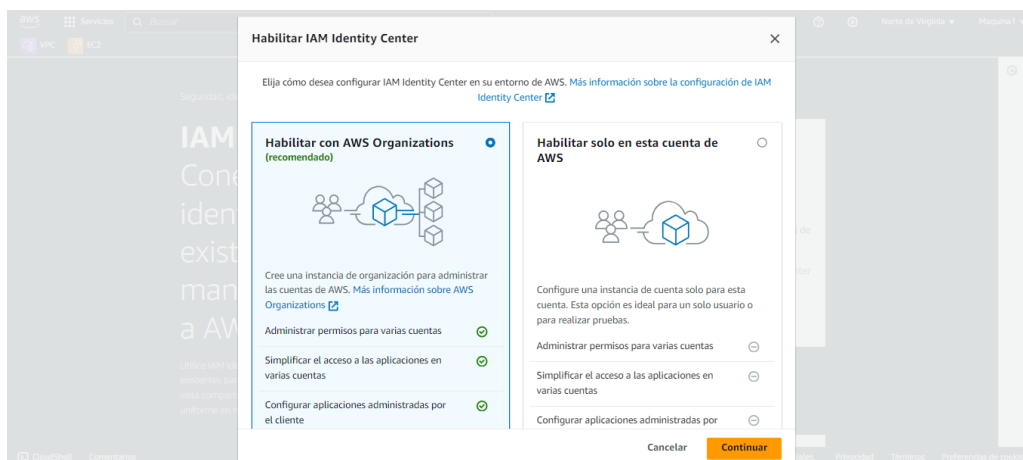 aws
Servicios
Buscar
Norte de Virginia
Maquina1
VPC
EC2
Habilitar IAM Identity Center
Elija cómo desea configurar IAM Identity Center en su entorno de AWS. Más información sobre la configuración de IAM
Identity Center
Habilitar con AWS Organizations
(recomendado)
Cree una instancia de organización para administrar
las cuentas de AWS. Más información sobre AWS
Organizations
Administrar permisos para varias cuentas
Simplificar el acceso a las aplicaciones en
varias cuentas
Configurar aplicaciones administradas por
el cliente
Habilitar solo en esta cuenta de
AWS
Configure una instancia de cuenta solo para esta
cuenta. Esta opción es ideal para un solo usuario o
para realizar pruebas.
Administrar permisos para varias cuentas
Simplificar el acceso a las aplicaciones en
varias cuentas
Configurar aplicaciones administradas por
Cancelar
Continuar
IAM
a AW
CloudShell
Comentarios
Privacidad
Términos
Preferencias de cookie